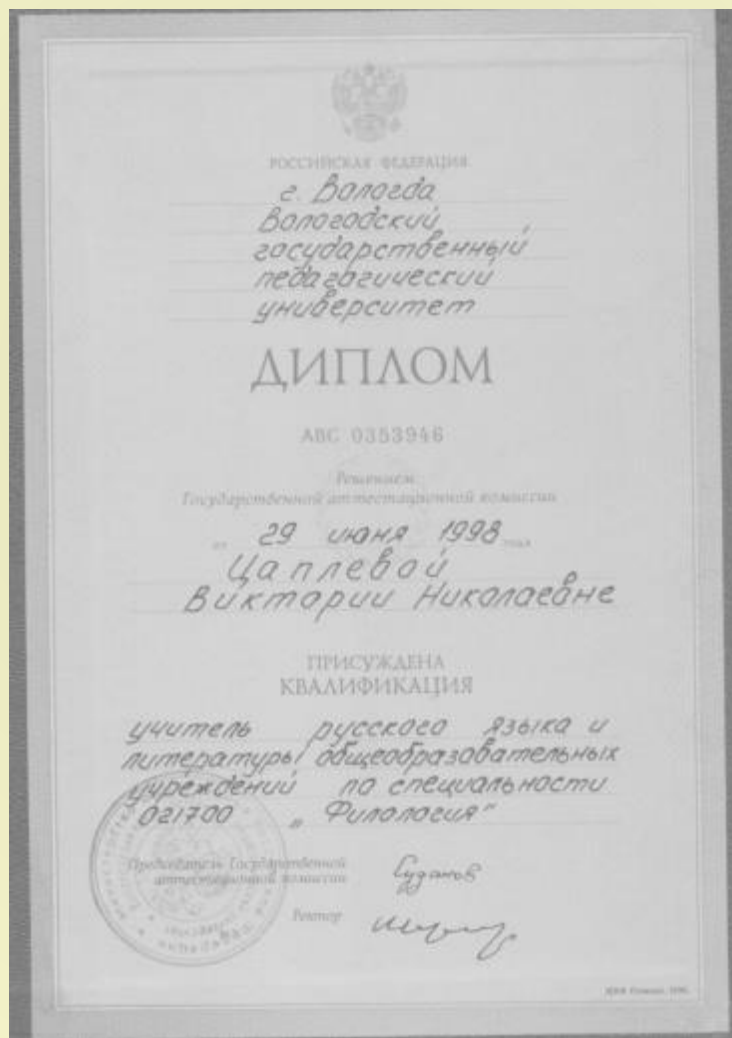 РОССИЙСКАЯ ФЕДЕРАЦИЯ
г. Вологда
Вологодский
государственный
педагогический
университет
ДИПЛОМ
АВС 0353946
Решением
Государственной аттестационной комиссии
от 29 июня 1998 года
Цаплевой
Виктории Николаевне
ПРИСУЖДЕНА
КВАЛИФИКАЦИЯ
учитель русского языка и
литературы общеобразовательных
учреждений по специальности
021700 „Филология"
Председатель Государственной
аттестационной комиссии
Ректор